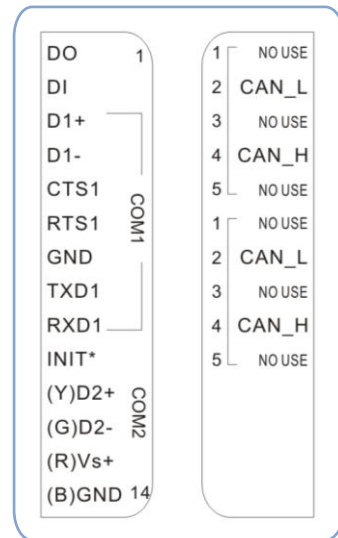 DO 1
DI
D1+
D1-
CTS1
RTS1
GND
TXD1
RXD1
COM1
INIT*
(Y)D2+
(G)D2-
(R)Vs+
(B)GND 14
COM2
1 NO USE
2 CAN_L
3 NO USE
4 CAN_H
5 NO USE
1 NO USE
2 CAN_L
3 NO USE
4 CAN_H
5 NO USE